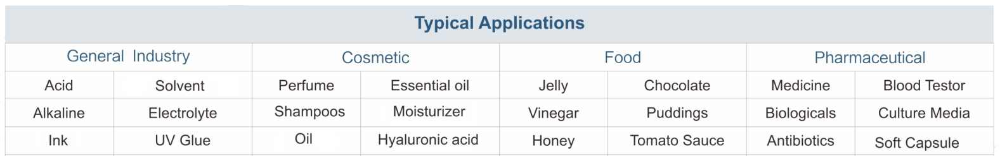 Typical Applications
General Industry Cosmetic Food Pharmaceutical
Acid Solvent Perfume Essential oil Jelly Chocolate Medicine Blood Testor
Alkaline Electrolyte Shampoos Moisturizer Vinegar Puddings Biologicals Culture Media
Ink UV Glue Oil Hyaluronic acid Honey Tomato Sauce Antibiotics Soft Capsule